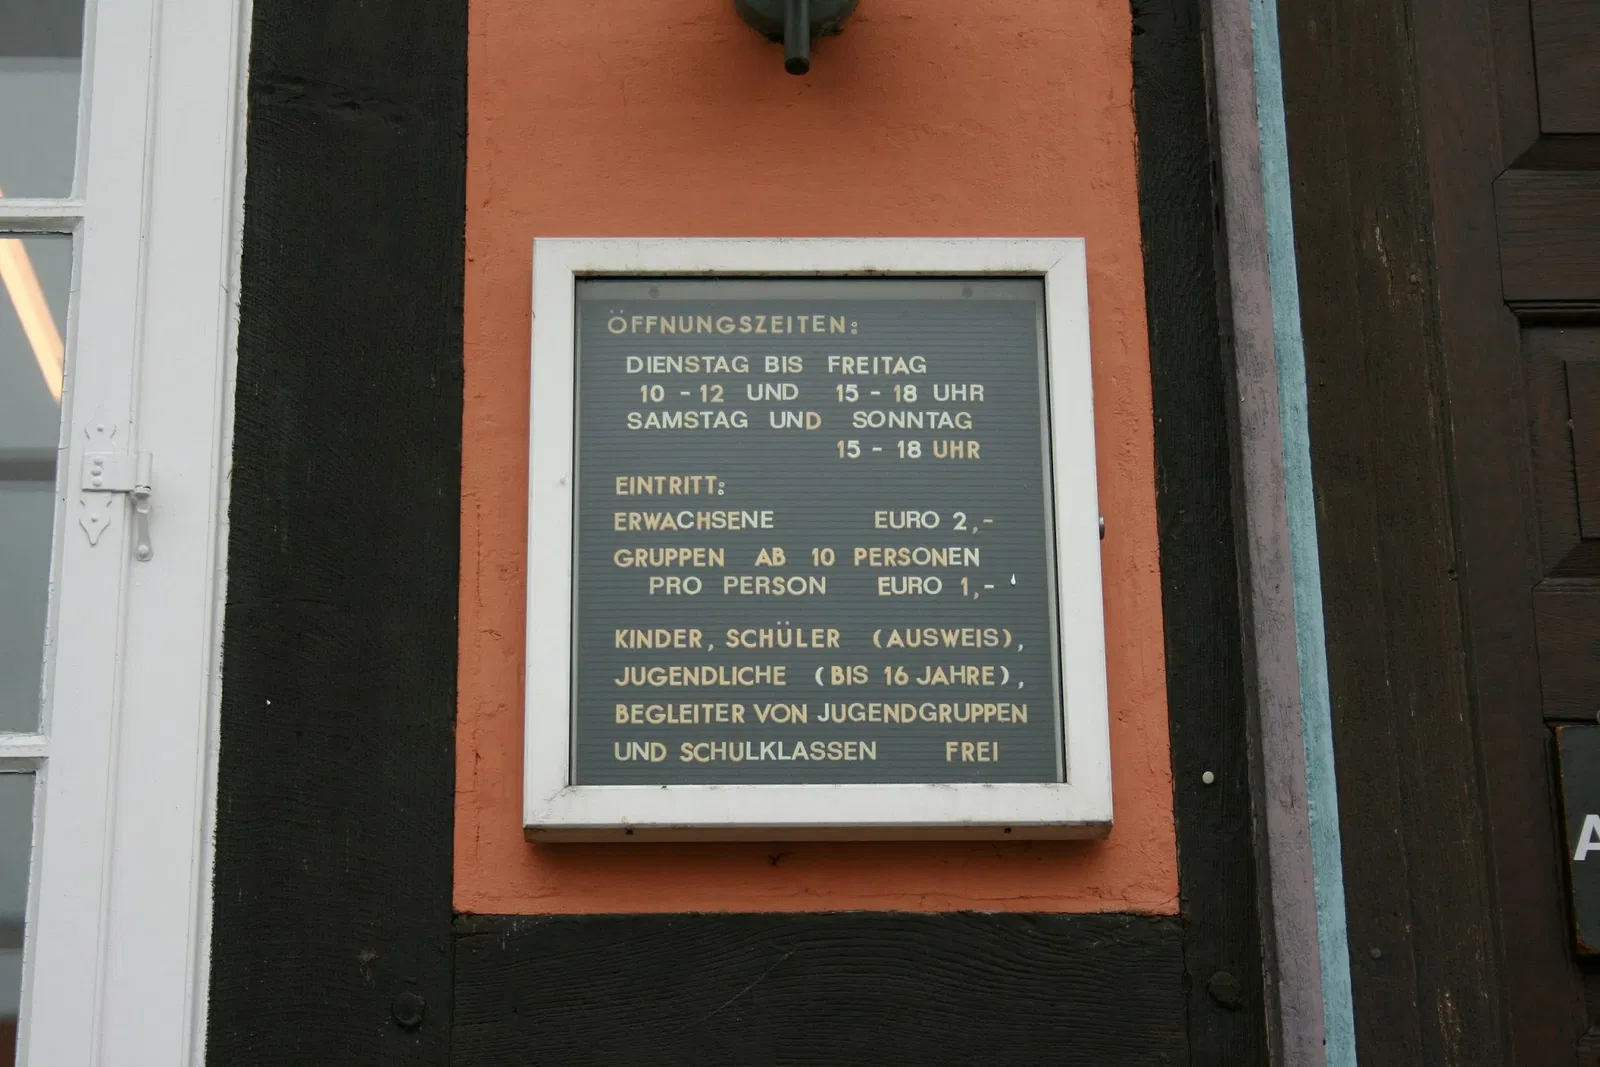 ÖFFNUNGSZEITEN:
DIENSTAG BIS FREITAG
10 - 12 UND 15 - 18 UHR
SAMSTAG UND SONNTAG
15 - 18 UHR
EINTRITT:
ERWACHSENE EURO 2,-
GRUPPEN AB 10 PERSONEN
PRO PERSON EURO 1,-
KINDER, SCHÜLER (AUSWEIS),
JUGENDLICHE (BIS 16 JAHRE),
BEGLEITER VON JUGENDGRUPPEN
UND SCHULKLASSEN FREI